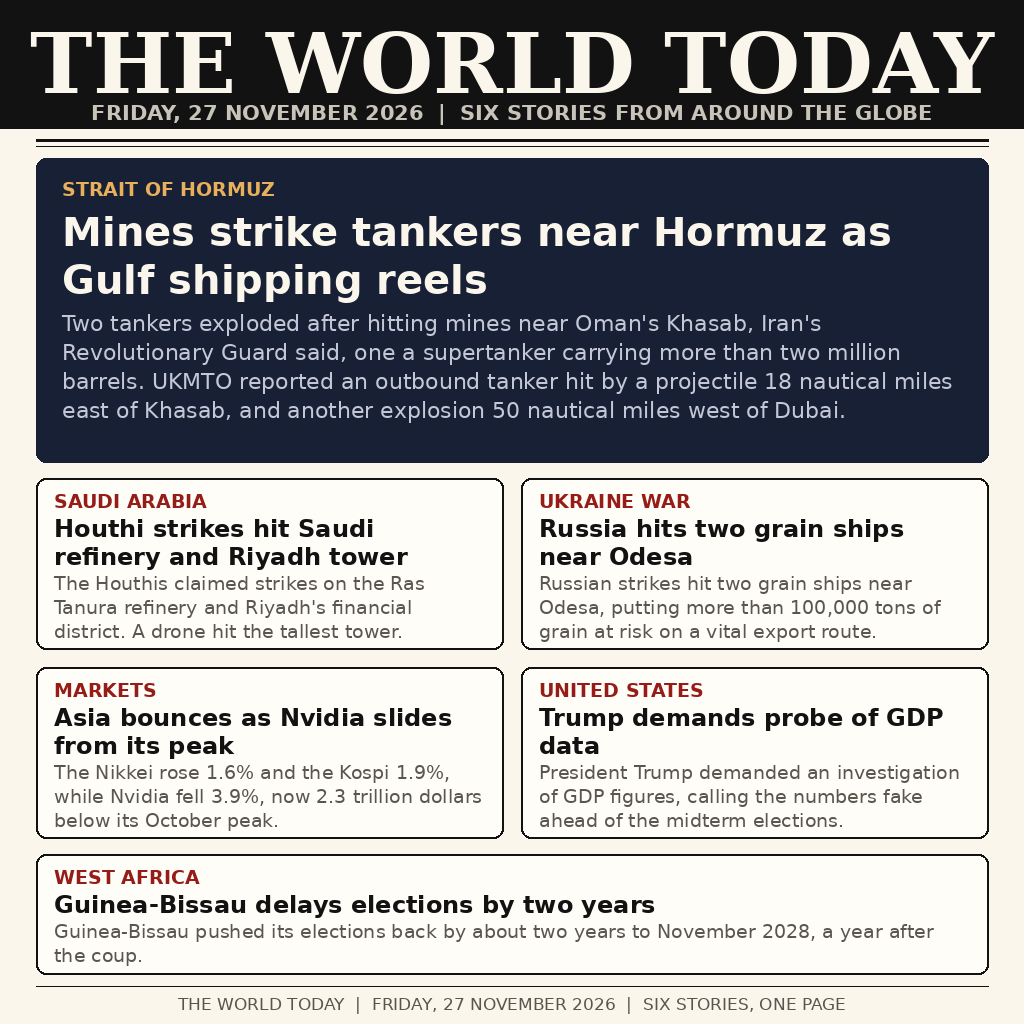 THE WORLD TODAY
FRIDAY, 27 NOVEMBER 2026 | SIX STORIES FROM AROUND THE GLOBE
STRAIT OF HORMUZ
Mines strike tankers near Hormuz as
Gulf shipping reels
Two tankers exploded after hitting mines near Oman's Khasab, Iran's
Revolutionary Guard said, one a supertanker carrying more than two million
barrels. UKMTO reported an outbound tanker hit by a projectile 18 nautical miles
east of Khasab, and another explosion 50 nautical miles west of Dubai.
SAUDI ARABIA
Houthi strikes hit Saudi
refinery and Riyadh tower
The Houthis claimed strikes on the Ras
Tanura refinery and Riyadh's financial
district. A drone hit the tallest tower.
UKRAINE WAR
Russia hits two grain ships
near Odesa
Russian strikes hit two grain ships near
Odesa, putting more than 100,000 tons of
grain at risk on a vital export route.
MARKETS
Asia bounces as Nvidia slides
from its peak
The Nikkei rose 1.6% and the Kospi 1.9%,
while Nvidia fell 3.9%, now 2.3 trillion dollars
below its October peak.
UNITED STATES
Trump demands probe of GDP
data
President Trump demanded an investigation
of GDP figures, calling the numbers fake
ahead of the midterm elections.
WEST AFRICA
Guinea-Bissau delays elections by two years
Guinea-Bissau pushed its elections back by about two years to November 2028, a year after
the coup.
THE WORLD TODAY | FRIDAY, 27 NOVEMBER 2026 | SIX STORIES, ONE PAGE